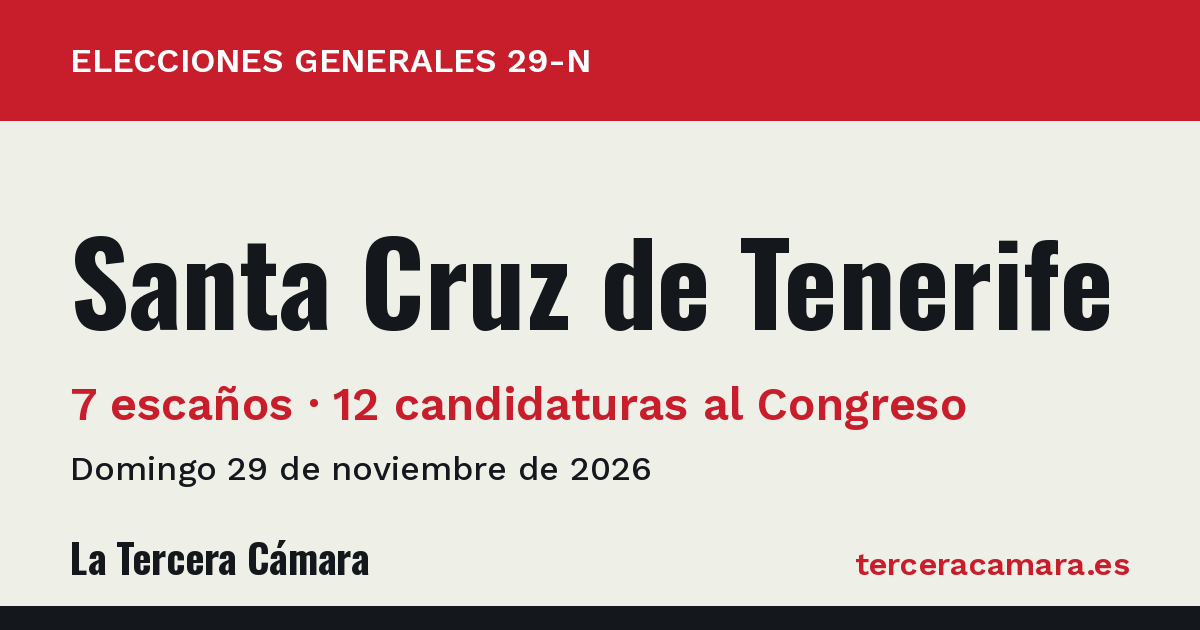 ELECCIONES GENERALES 29-N
Santa Cruz de Tenerife
7 escaños · 12 candidaturas al Congreso
Domingo 29 de noviembre de 2026
La Tercera Cámara
terceracamara.es